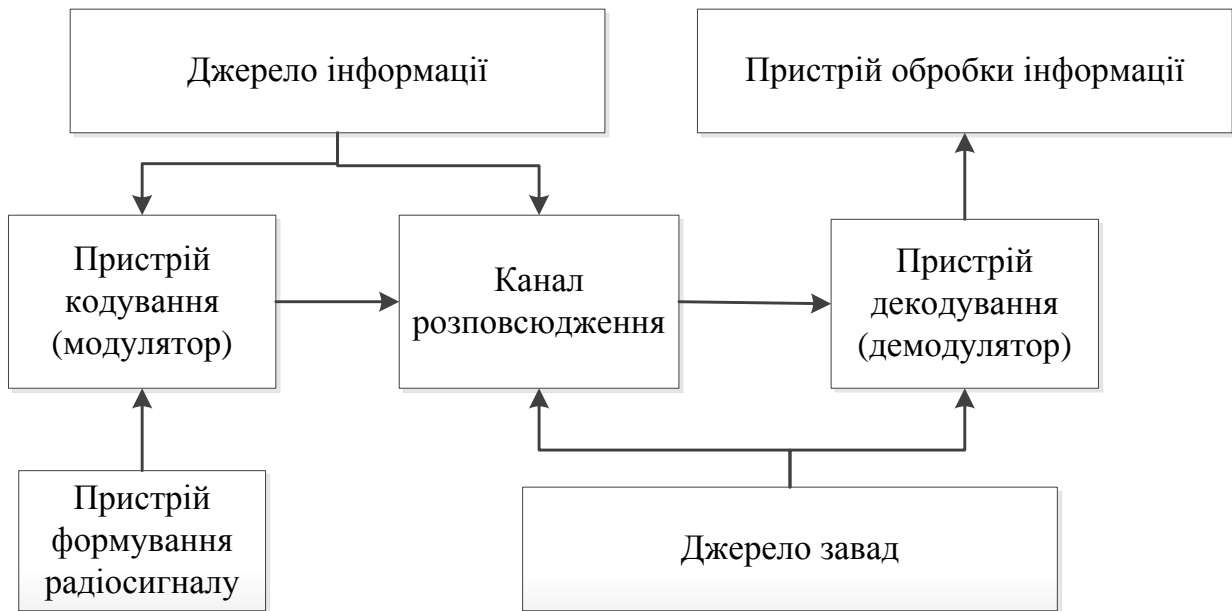 Джерело інформації
Пристрій обробки інформації
Пристрій
кодування
(модулятор)
Канал
розповсюдження
Пристрій
декодування
(демодулятор)
Пристрій
формування
радіосигналу
Джерело завад